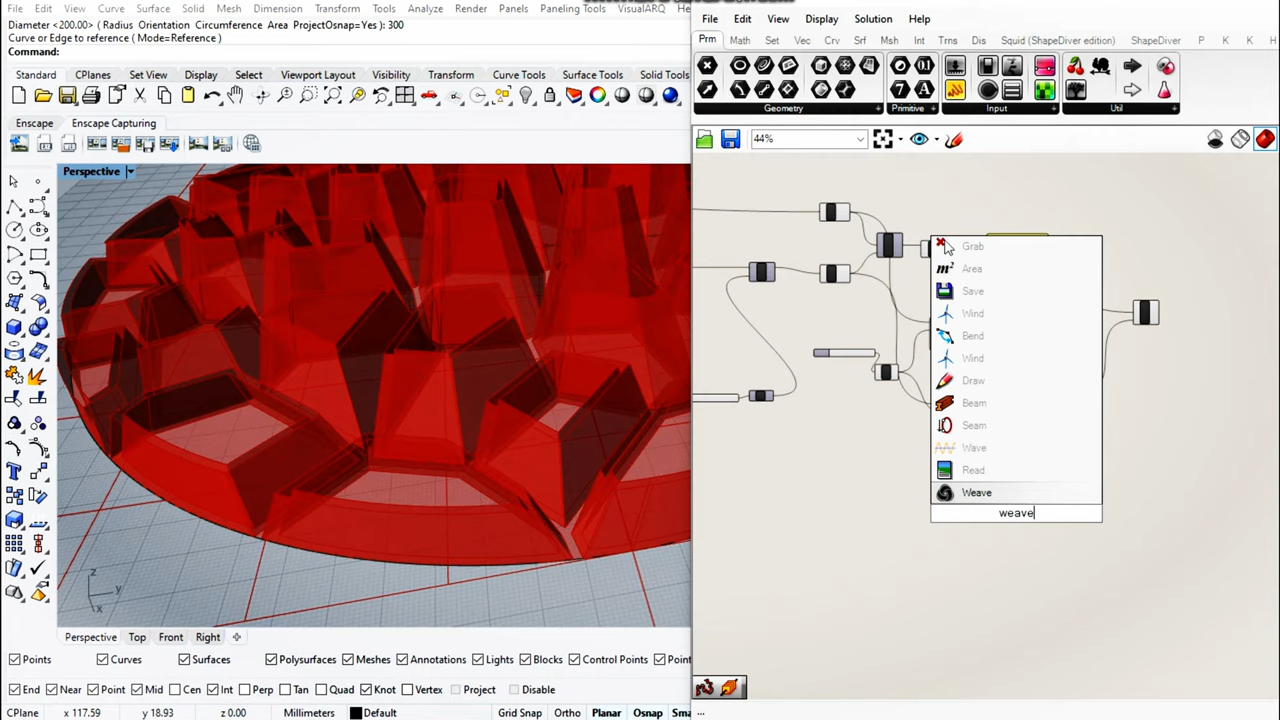 File Edit View Curve Surface Solid Mesh Dimension Transform Tools Analyze Render Panels Paneling Tools VisualARQ He
Diameter <200.00> ( Radius Orientation Circumference Area ProjectOsnap=Yes ): 300
Curve or Edge to reference ( Mode=Reference )
Command:
Standard CPlanes Set View Display Select Viewport Layout Visibility Transform Curve Tools Surface Tools Solid Tools
Enscape Enscape Capturing
Perspective
z
y
x
Perspective Top Front Right
Points Curves Surfaces Polysurfaces Meshes Annotations Lights Blocks Control Points Point
End Near Point Mid Cen Int Perp Tan Quad Knot Vertex Project Disable
CPlane x 117.59 y 18.93 z 0.00 Millimeters Default Grid Snap Ortho Planar Osnap Sma
File Edit View Display Solution Help
Prm Math Set Vec Crv Srf Msh Int Trns Dis Squid (ShapeDiver edition) ShapeDiver P K K H
Geometry Primitive Input Util
44%
Grab
m² Area
Save
Wind
Bend
Wind
Draw
Beam
Seam
Wave
Read
Weave
weave
...